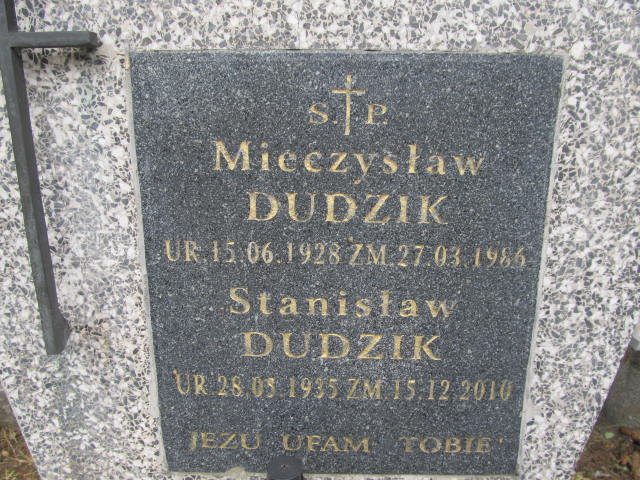 Ś.P.
Mieczysław
DUDZIK
UR. 15.06.1928 ZM. 27.03.1986
Stanisław
DUDZIK
UR. 28.05.1935 ZM. 15.12.2010
JEZU UFAM TOBIE